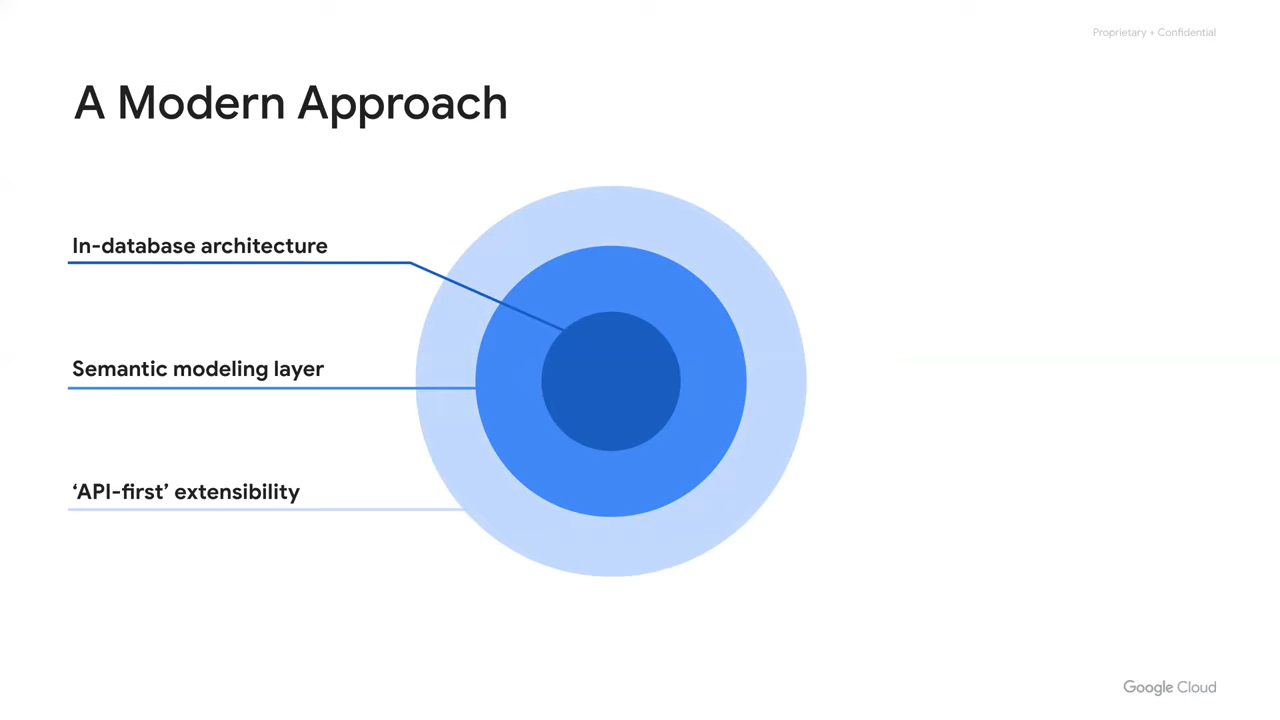 Proprietary + Confidential
A Modern Approach
In-database architecture
Semantic modeling layer
‘API-first’ extensibility
Google Cloud